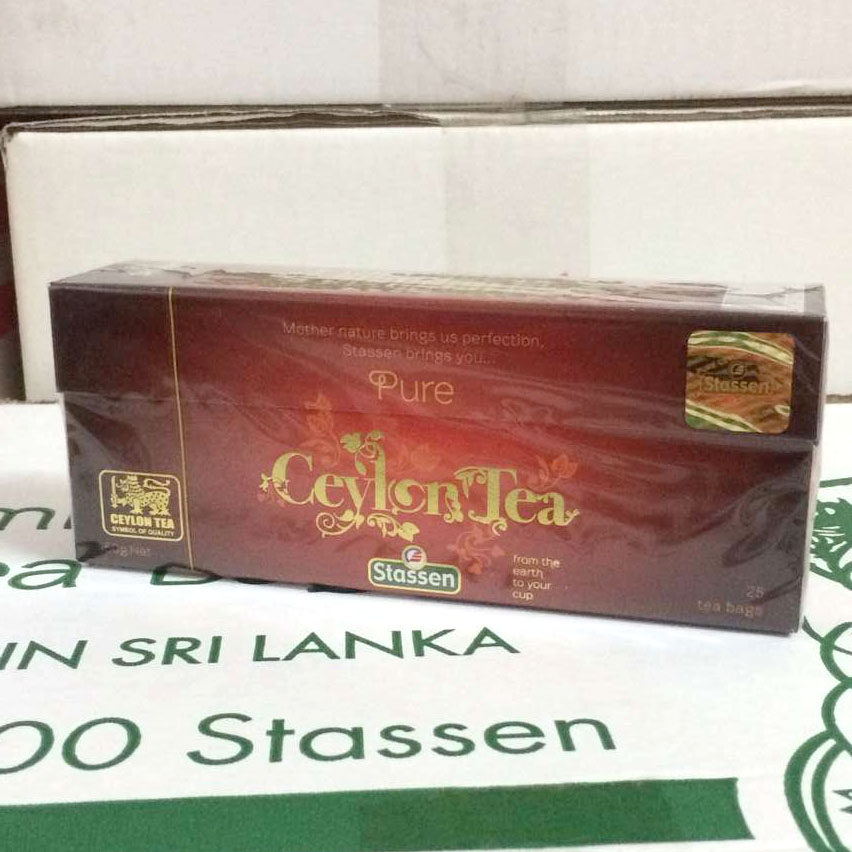 Mother nature brings us perfection,
Stassen brings you...
Pure
Stassen
Ceylon Tea
CEYLON TEA
SYMBOL OF QUALITY
Stassen
from the
earth
to your
cup
25
tea bags
IN SRI LANKA
00 Stassen